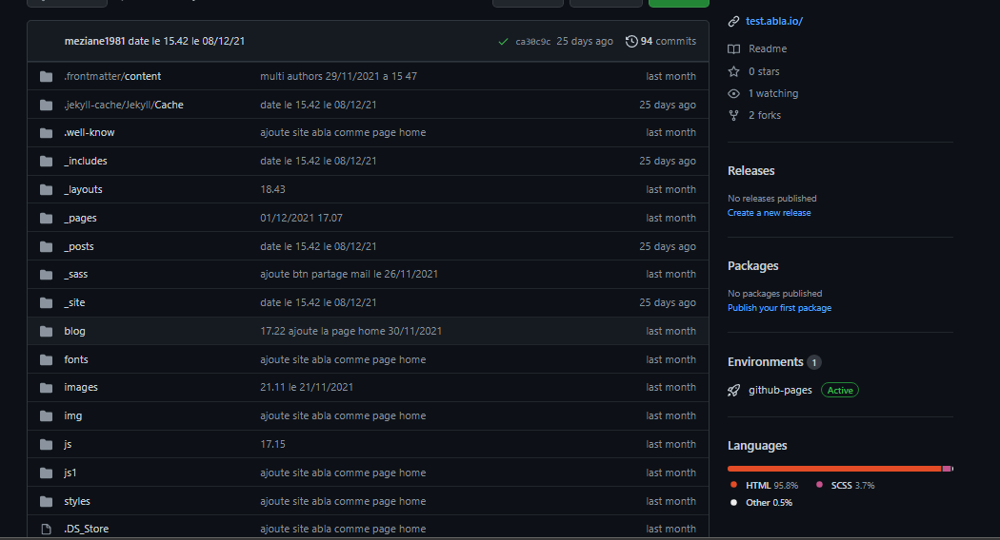 meziane1981 date le 15.42 le 08/12/21 ca30c9c 25 days ago 94 commits
.frontmatter/content multi authors 29/11/2021 a 15 47 last month
.jekyll-cache/Jekyll/Cache date le 15.42 le 08/12/21 25 days ago
.well-know ajoute site abla comme page home last month
_includes date le 15.42 le 08/12/21 25 days ago
_layouts 18.43 last month
_pages 01/12/2021 17.07 last month
_posts date le 15.42 le 08/12/21 25 days ago
_sass ajoute btn partage mail le 26/11/2021 last month
_site date le 15.42 le 08/12/21 25 days ago
blog 17.22 ajoute la page home 30/11/2021 last month
fonts ajoute site abla comme page home last month
images 21.11 le 21/11/2021 last month
img ajoute site abla comme page home last month
js 17.15 last month
js1 ajoute site abla comme page home last month
styles ajoute site abla comme page home last month
.DS_Store ajoute site abla comme page home last month
test.abla.io/
Readme
0 stars
1 watching
2 forks
Releases
No releases published
Create a new release
Packages
No packages published
Publish your first package
Environments 1
github-pages Active
Languages
HTML 95.8% SCSS 3.7%
Other 0.5%